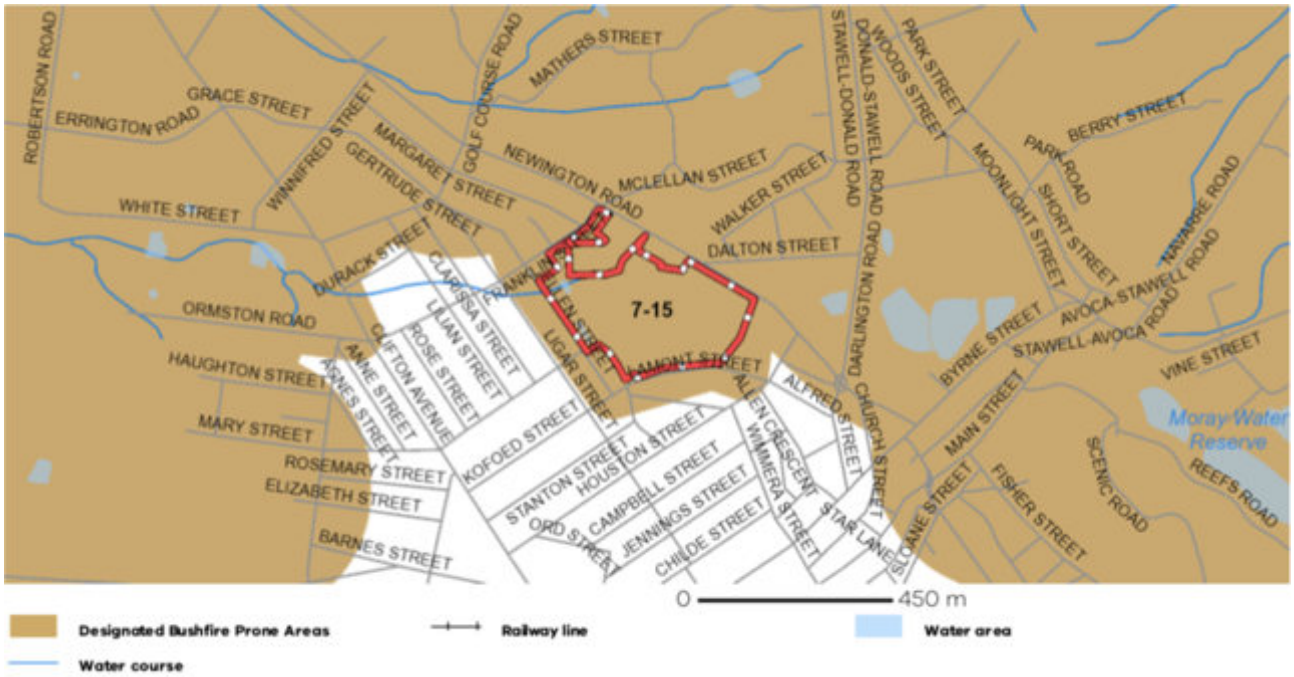 ROBERTSON ROAD
ERRINGTON ROAD
GRACE STREET
WINNIFRED STREET
MARGARET STREET
GERTRUDE STREET
GOLF COURSE ROAD
MATHERS STREET
NEWINGTON ROAD
MCLELLAN STREET
WALKER STREET
DALTON STREET
STAWELL-DONALD ROAD
DONALD-STAWELL ROAD
WOODS STREET
PARK STREET
MOONLIGHT STREET
PARK ROAD
SHORT STREET
BERRY STREET
NAVARRE ROAD
AVOCA-STAWELL ROAD
STAWELL-AVOCA ROAD
VINE STREET
WHITE STREET
DURACK STREET
FRANKLIN STREET
CLARISSA STREET
LILIAN STREET
ROSE STREET
CLIFTON AVENUE
ANNE STREET
AGNES STREET
ORMSTON ROAD
HAUGHTON STREET
MARY STREET
ROSEMARY STREET
ELIZABETH STREET
BARNES STREET
ELLEN STREET
LIGAR STREET
7-15
LAMONT STREET
KOFOED STREET
STANTON STREET
HOUSTON STREET
CAMPBELL STREET
ORD STREET
JENNINGS STREET
CHILDE STREET
ALLEN CRESCENT
WIMMERA STREET
ALFRED STREET
STAR LANE
DARLINGTON ROAD
CHURCH STREET
SLOANE STREET
BYRNE STREET
MAIN STREET
FISHER STREET
SCENIC ROAD
REEFS ROAD
Moray-Water
Reserve
0 450 m
Designated Bushfire Prone Areas
Railway line
Water area
Water course